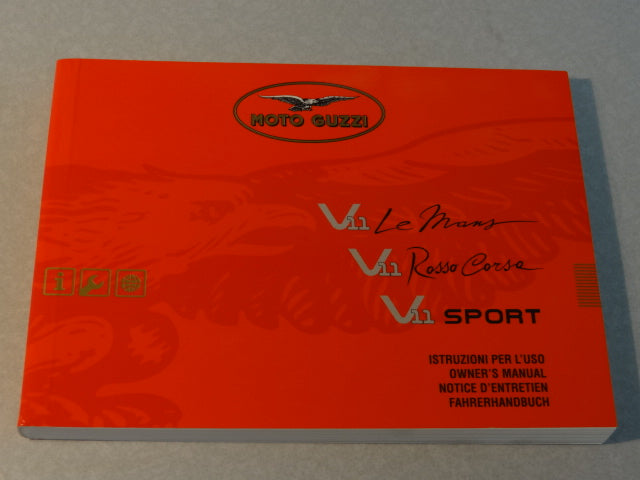 MOTO GUZZI
V11 Le Mans
V11 Rosso Corsa
V11 SPORT
i
ISTRUZIONI PER L'USO
OWNER'S MANUAL
NOTICE D'ENTRETIEN
FAHRERHANDBUCH